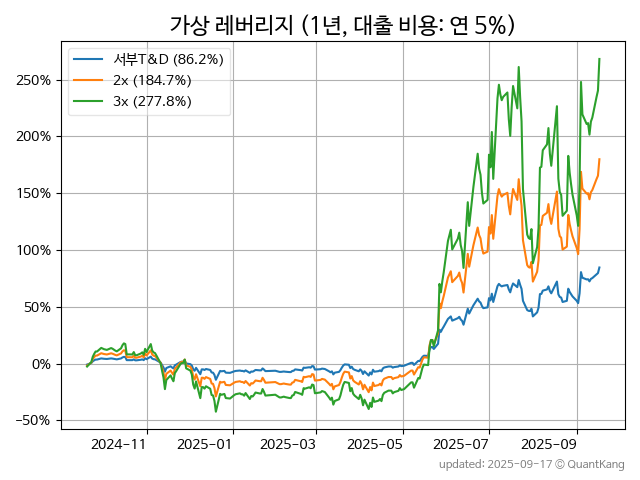 가상 레버리지 (1년, 대출 비용: 연 5%)
서부T&D (86.2%)
2x (184.7%)
3x (277.8%)
250%
200%
150%
100%
50%
0%
−50%
2024-11
2025-01
2025-03
2025-05
2025-07
2025-09
updated: 2025-09-17 © QuantKang